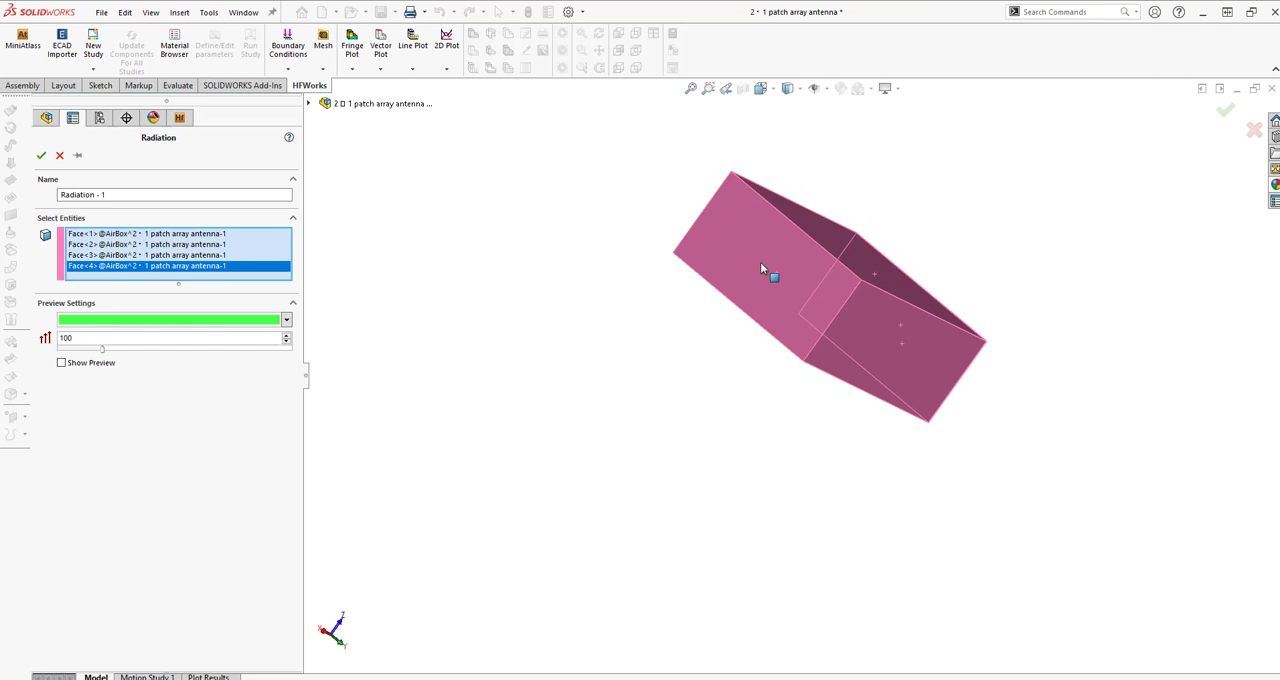 SOLIDWORKS File Edit View Insert Tools Window 2 · 1 patch array antenna * Search Commands
MiniAtlass ECAD Importer New Study Update Components For All Studies Material Browser Define/Edit parameters Run Study Boundary Conditions Mesh Fringe Plot Vector Plot Line Plot 2D Plot
Assembly Layout Sketch Markup Evaluate SOLIDWORKS Add-Ins HFWorks
2 1 patch array antenna ...
Radiation
Name
Radiation - 1
Select Entities
Face<1>@AirBox^2 · 1 patch array antenna-1
Face<2>@AirBox^2 · 1 patch array antenna-1
Face<3>@AirBox^2 · 1 patch array antenna-1
Face<4>@AirBox^2 · 1 patch array antenna-1
Preview Settings
100
Show Preview
Z
X
Y
Model Motion Study 1 Plot Results